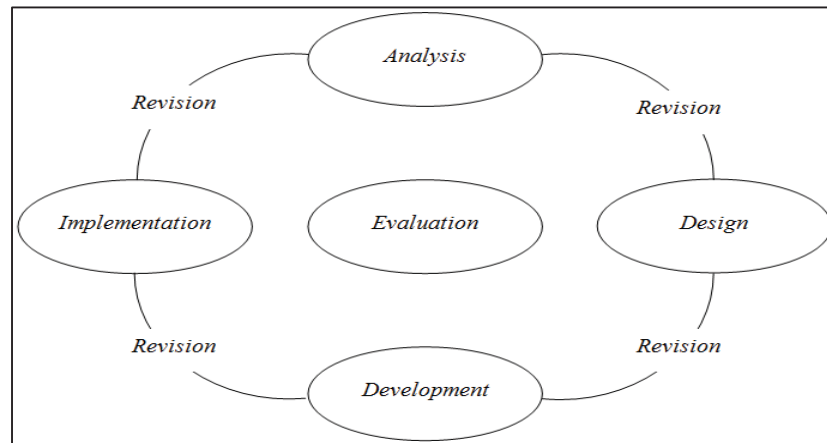 Analysis
Revision
Revision
Implementation
Evaluation
Design
Revision
Revision
Development